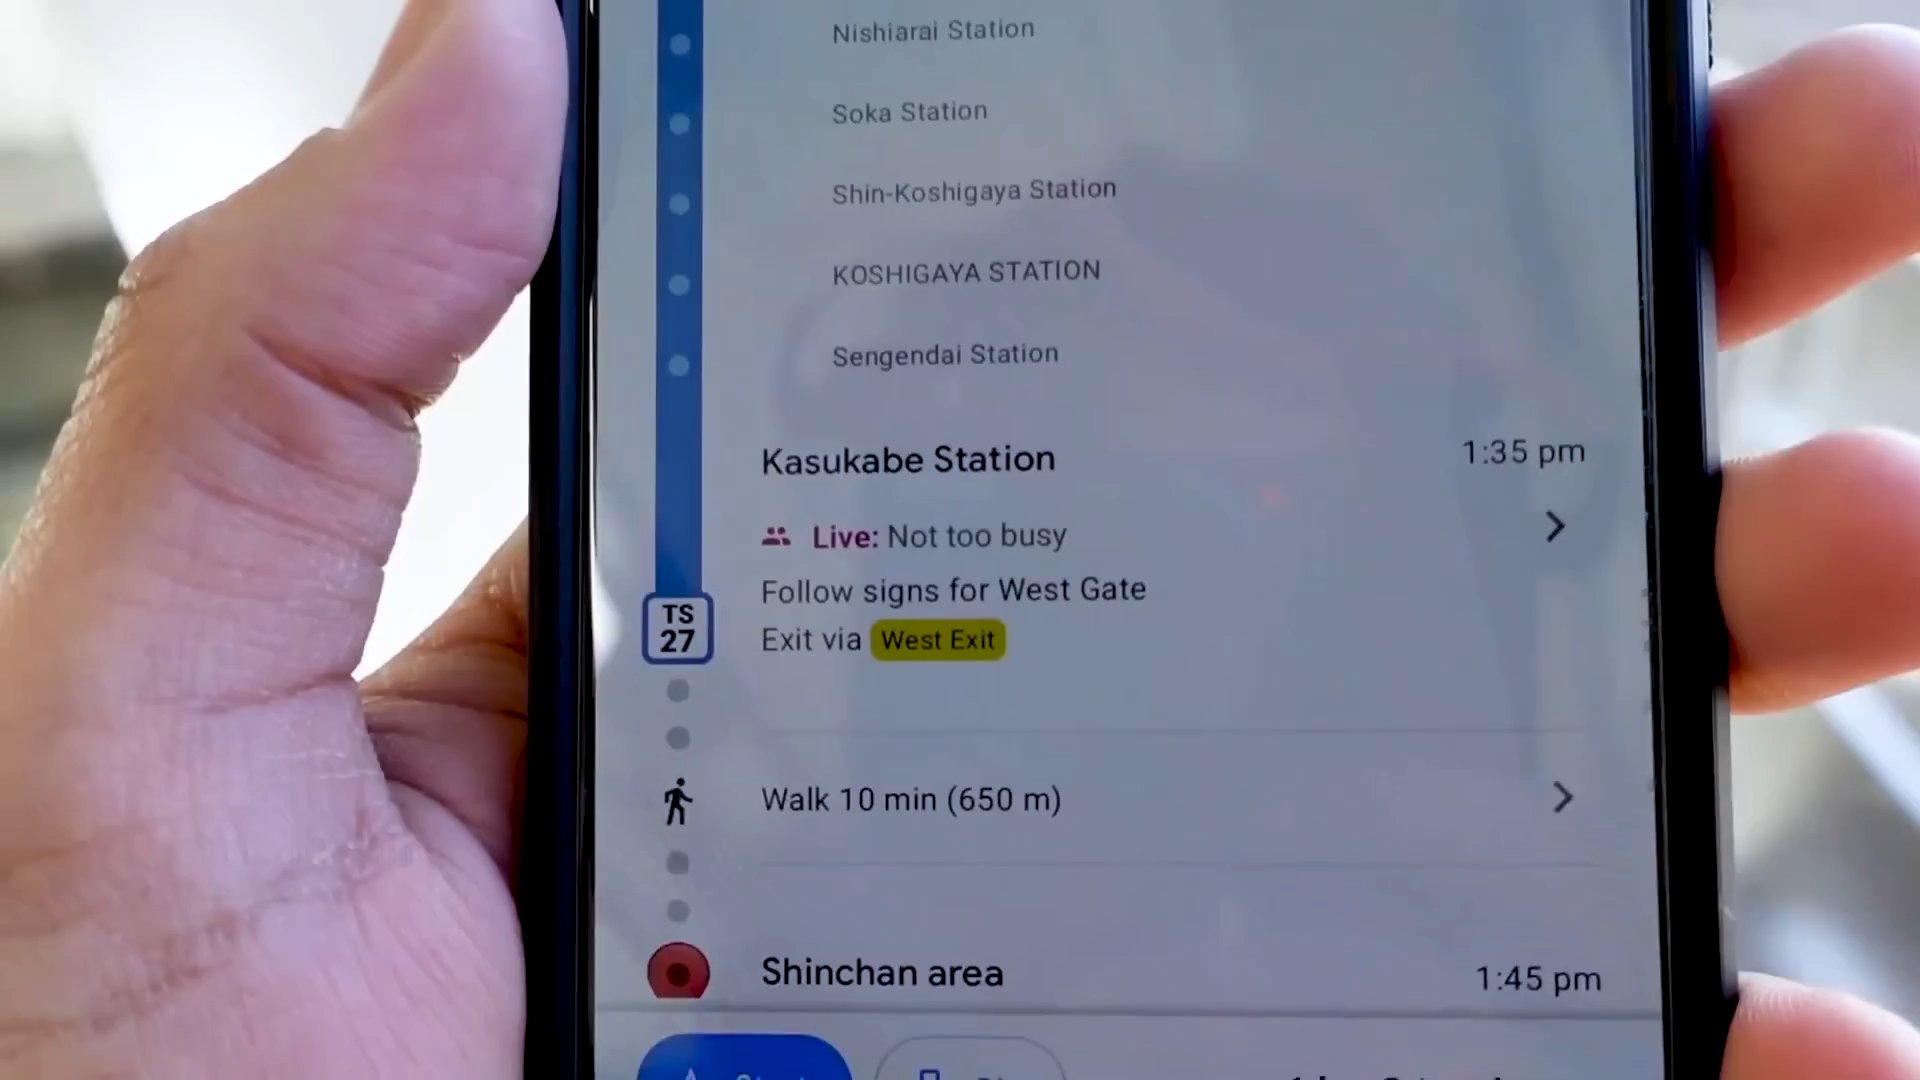 Nishiarai Station
Soka Station
Shin-Koshigaya Station
KOSHIGAYA STATION
Sengendai Station
Kasukabe Station
1:35 pm
Live: Not too busy
Follow signs for West Gate
TS
27
Exit via West Exit
Walk 10 min (650 m)
Shinchan area
1:45 pm